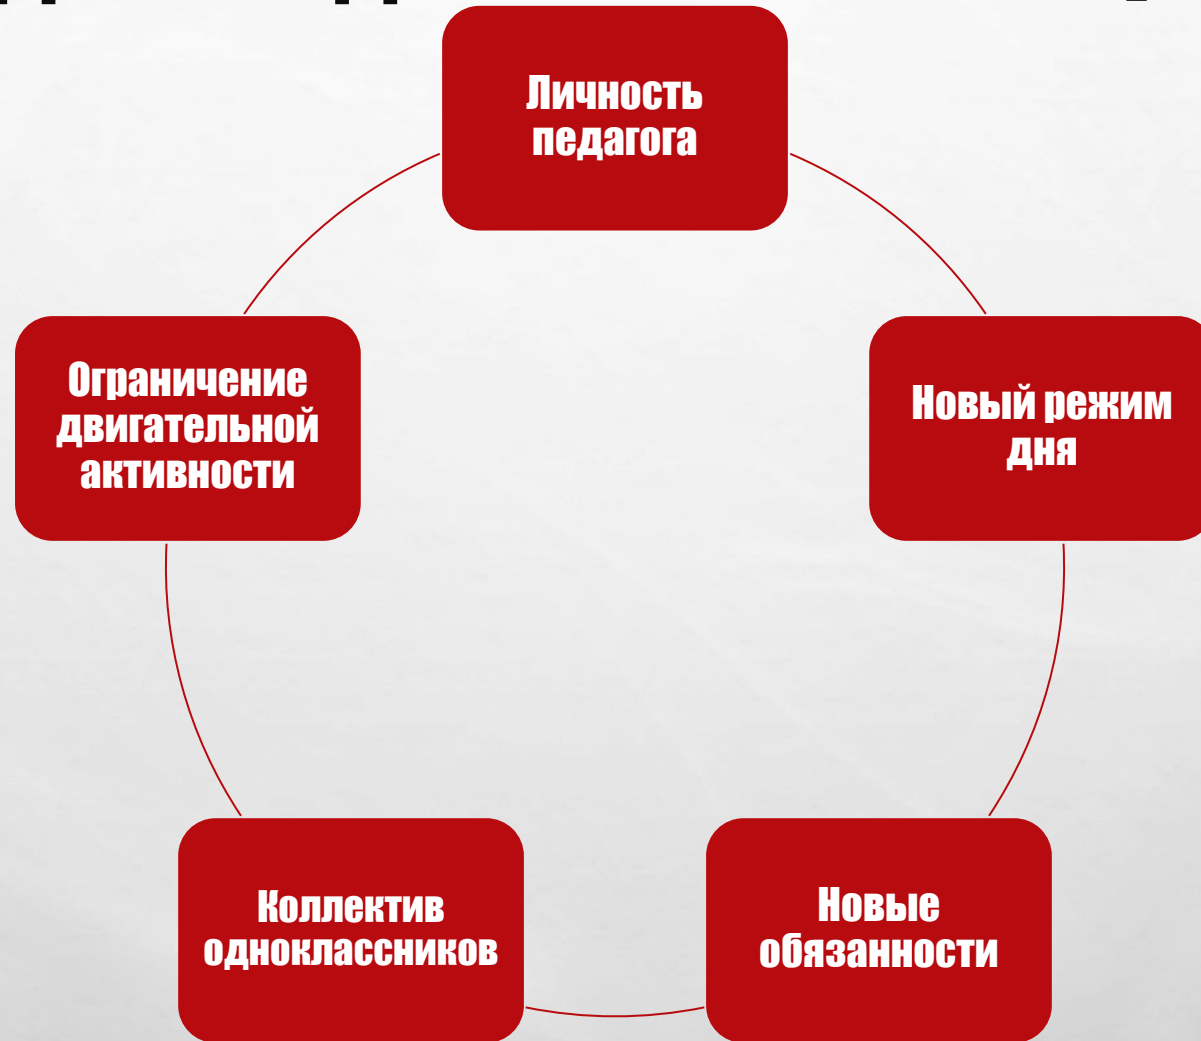 Личность
педагога
Новый режим
дня
Новые
обязанности
Коллектив
одноклассников
Ограничение
двигательной
активности